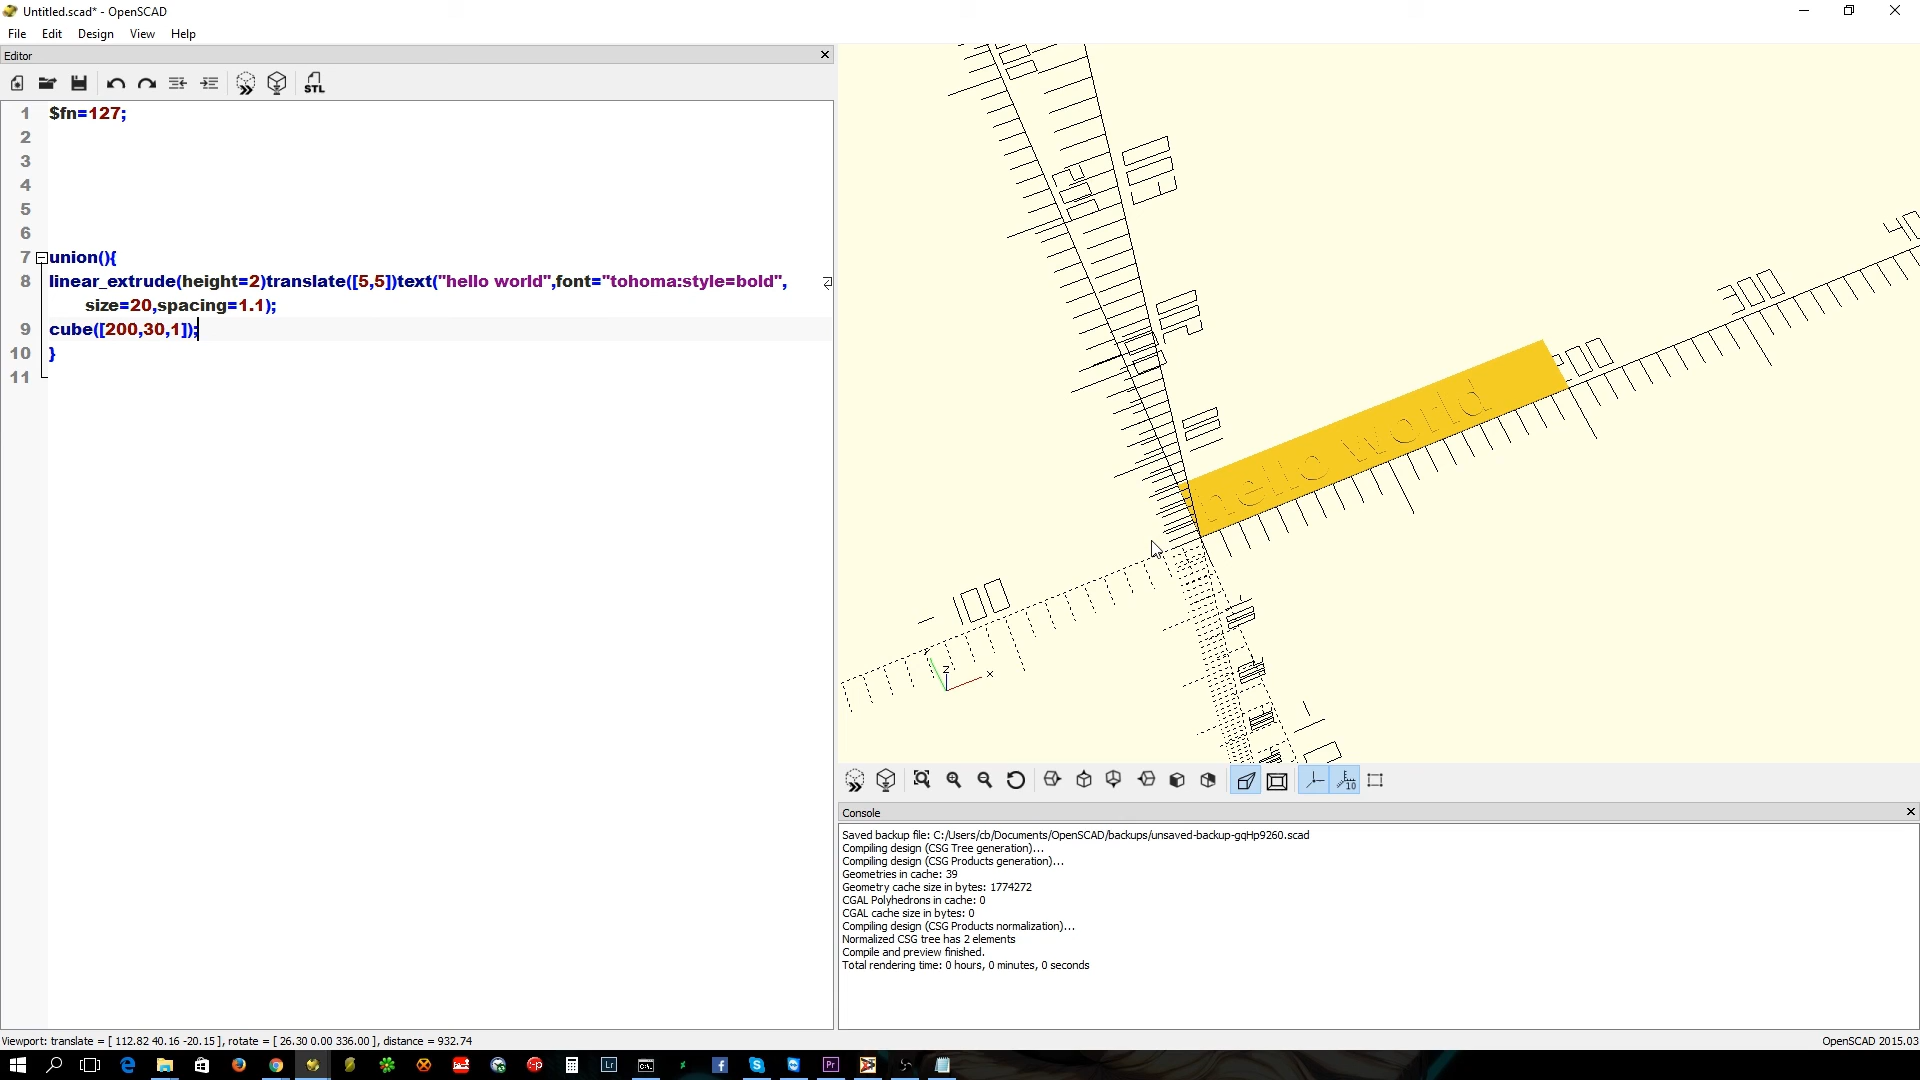 Untitled.scad* - OpenSCAD
File Edit Design View Help
Editor
STL
1 $fn=127;
2
3
4
5
6
7 union(){
8 linear_extrude(height=2)translate([5,5])text("hello world",font="tohoma:style=bold",
size=20,spacing=1.1);
9 cube([200,30,1]);
10 }
11
hello world
100
200
300
Z
X
10
Console
Saved backup file: C:/Users/cb/Documents/OpenSCAD/backups/unsaved-backup-gqHp9260.scad
Compiling design (CSG Tree generation)...
Compiling design (CSG Products generation)...
Geometries in cache: 39
Geometry cache size in bytes: 1774272
CGAL Polyhedrons in cache: 0
CGAL cache size in bytes: 0
Compiling design (CSG Products normalization)...
Normalized CSG tree has 2 elements
Compile and preview finished.
Total rendering time: 0 hours, 0 minutes, 0 seconds
Viewport: translate = [ 112.82 40.16 -20.15 ], rotate = [ 26.30 0.00 336.00 ], distance = 932.74
OpenSCAD 2015.03
Lr
Pr